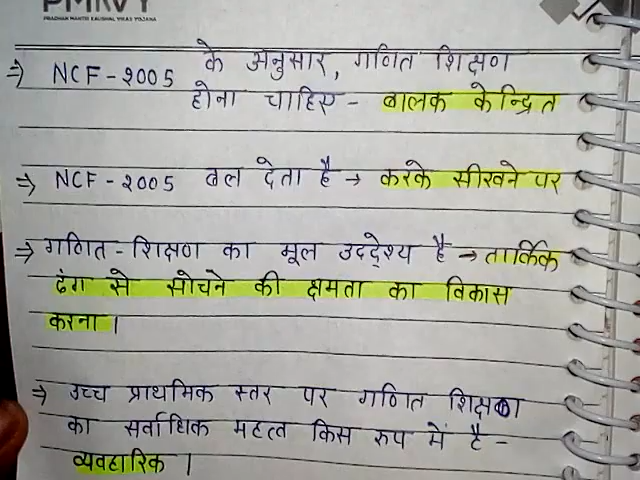 PMKVY
PRADHAN MANTRI KAUSHAL VIKAS YOJANA
⇒ NCF-2005 के अनुसार, गणित शिक्षण
होना चाहिए - बालक केन्द्रित
⇒ NCF-2005 बल देता है → करके सीखने पर
⇒ गणित-शिक्षण का मूल उद्देश्य है → तार्किक
ढंग से सोचने की क्षमता का विकास
करना ।
⇒ उच्च प्राथमिक स्तर पर गणित शिक्षण
का सर्वाधिक महत्व किस रुप में है -
व्यवहारिक ।